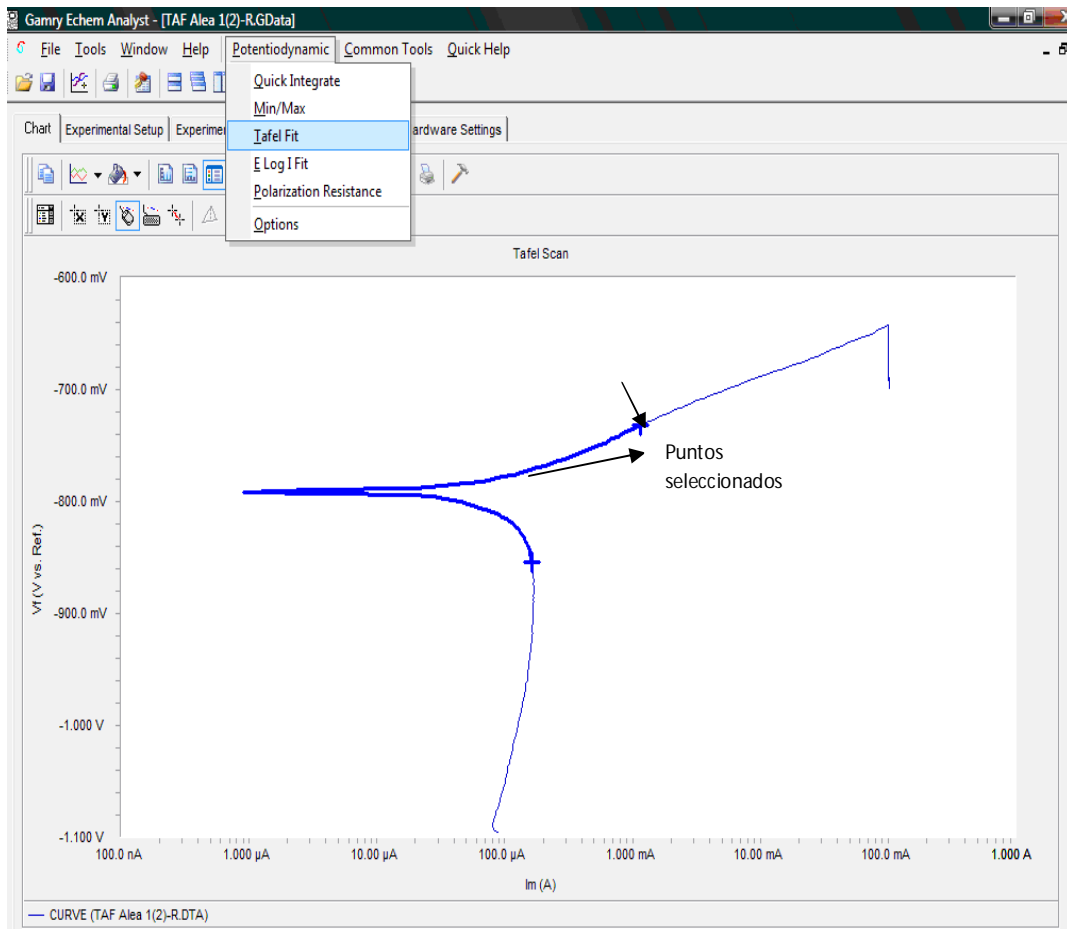 Gamry Echem Analyst - [TAF Alea 1(2)-R.GData]
File Tools Window Help Potentiodynamic Common Tools Quick Help
Quick Integrate
Min/Max
Tafel Fit
E Log I Fit
Polarization Resistance
Options
Chart Experimental Setup
Tafel Scan
-600.0 mV
-700.0 mV
-800.0 mV
-900.0 mV
-1.000 V
-1.100 V
Vf (V vs. Ref.)
Puntos
seleccionados
100.0 nA 1.000 µA 10.00 µA 100.0 µA 1.000 mA 10.00 mA 100.0 mA 1.000 A
Im (A)
CURVE (TAF Alea 1(2)-R.DTA)